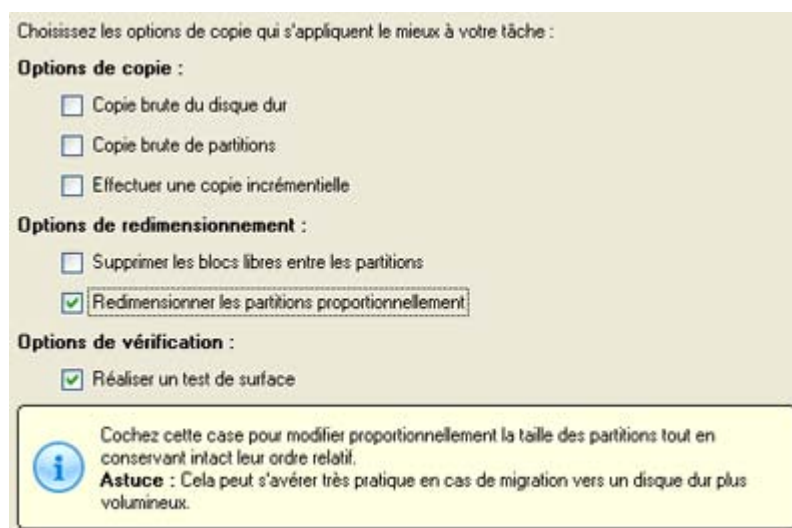 Choisissez les options de copie qui s'appliquent le mieux à votre tâche :
Options de copie :
Copie brute du disque dur
Copie brute de partitions
Effectuer une copie incrémentielle
Options de redimensionnement :
Supprimer les blocs libres entre les partitions
Redimensionner les partitions proportionnellement
Options de vérification :
Réaliser un test de surface
Cochez cette case pour modifier proportionnellement la taille des partitions tout en
conservant intact leur ordre relatif.
Astuce : Cela peut s'avérer très pratique en cas de migration vers un disque dur plus
volumineux.